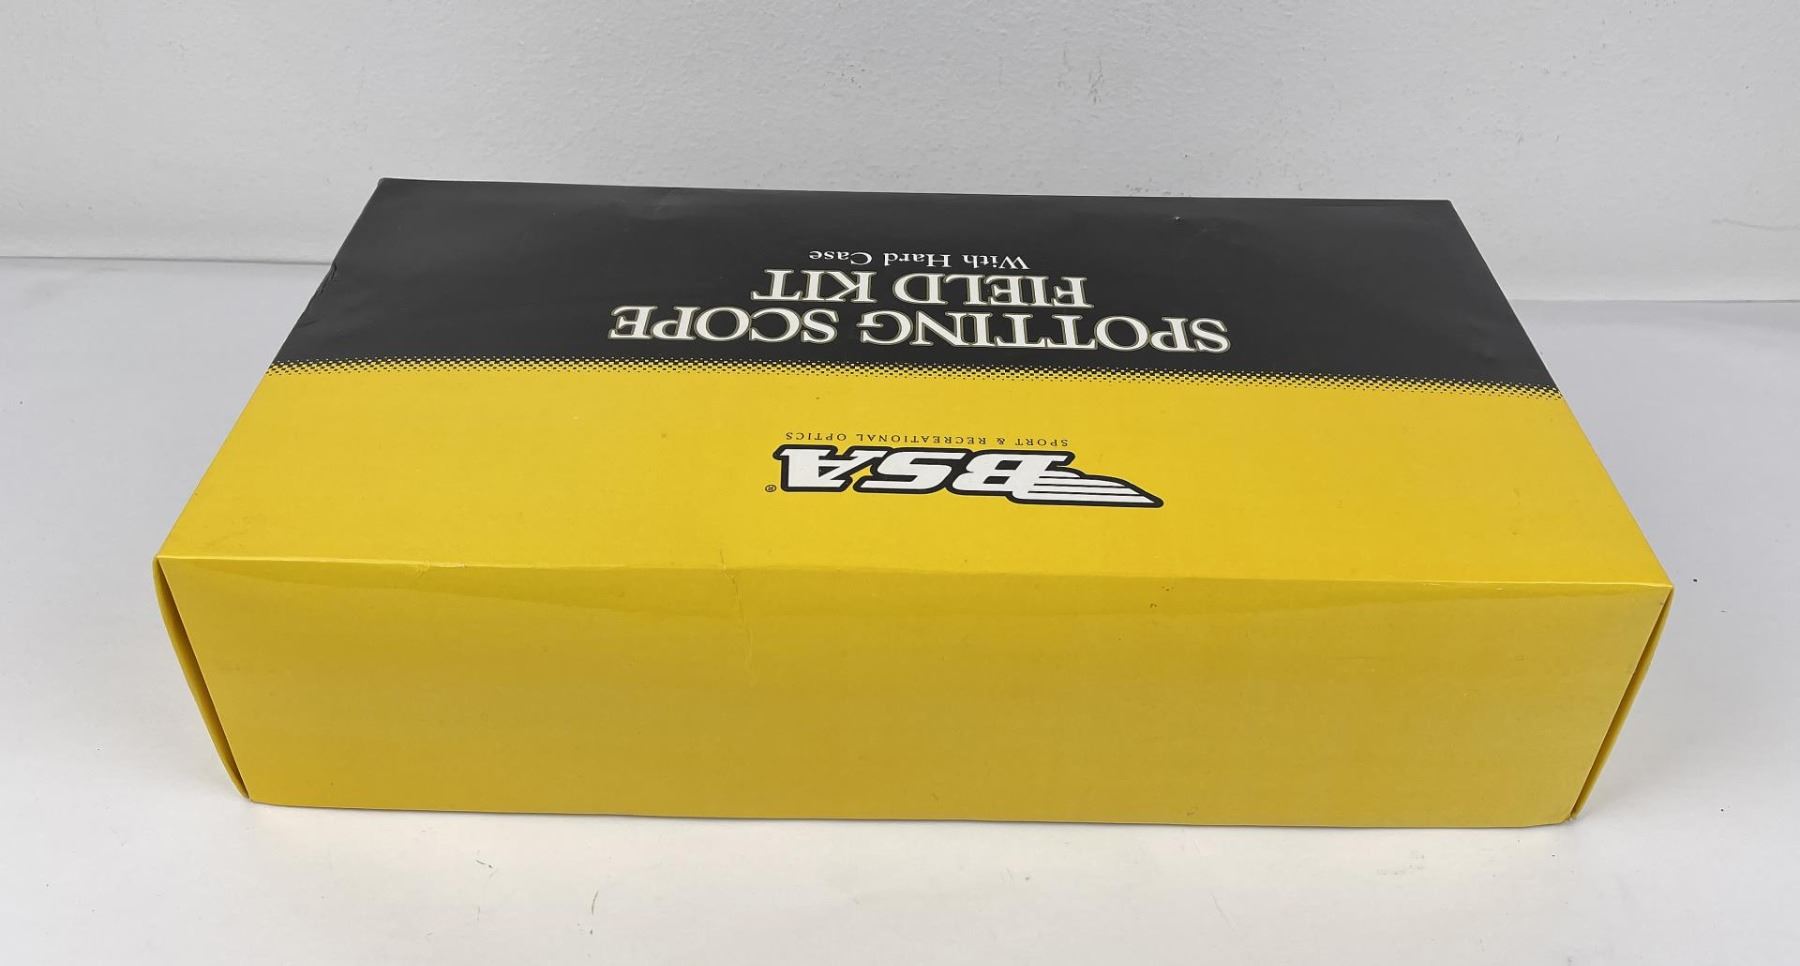 BSA®
SPORT & RECREATIONAL OPTICS
SPOTTING SCOPE
FIELD KIT
With Hard Case